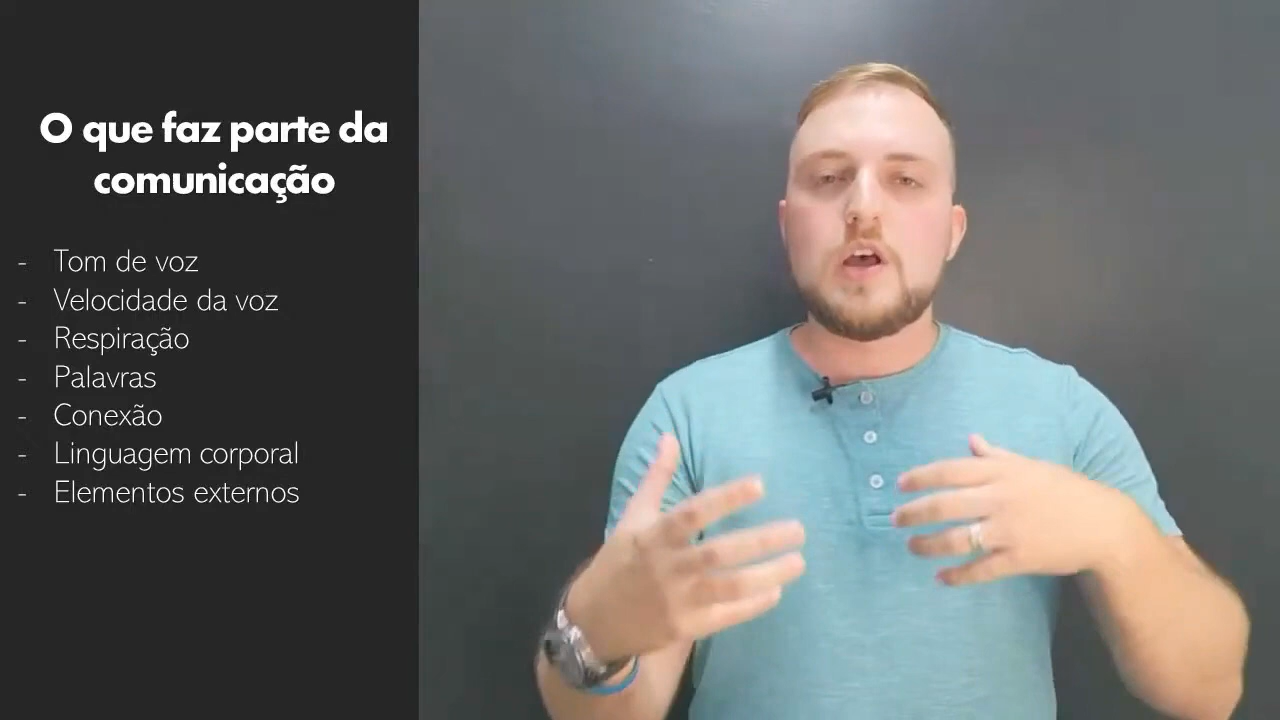 O que faz parte da
comunicação
- Tom de voz
- Velocidade da voz
- Respiração
- Palavras
- Conexão
- Linguagem corporal
- Elementos externos